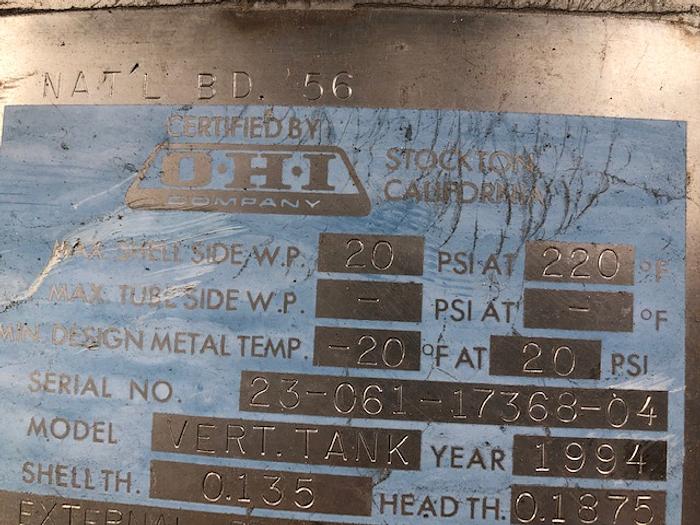 NAT'L BD. '56
CERTIFIED BY
O·H·I
COMPANY
STOCKTON,
CALIFORNIA
MAX. SHELL SIDE W.P. 20 PSI AT 220 °F
MAX. TUBE SIDE W.P. - PSI AT - °F
MIN. DESIGN METAL TEMP. -20 °F AT 20 PSI
SERIAL NO. 23-061-17368-04
MODEL VERT. TANK YEAR 1994
SHELL TH. 0.135 HEAD TH. 0.1875
EXTERNAL